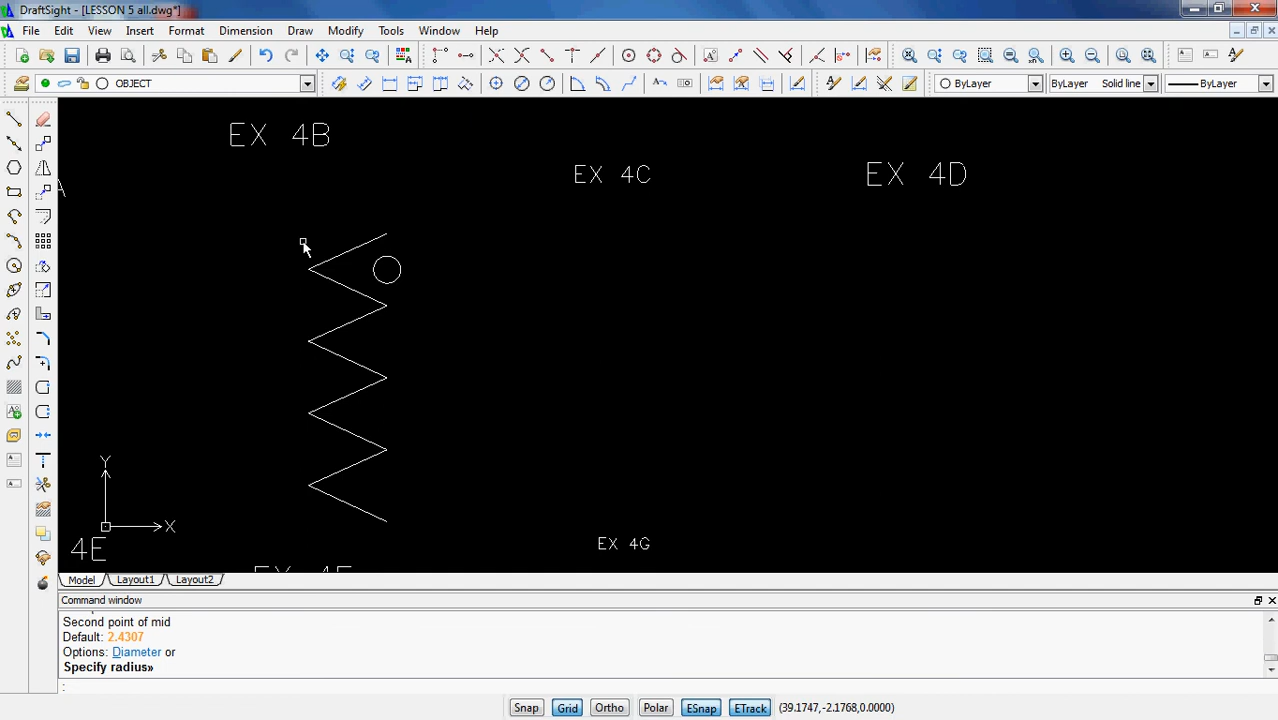 DraftSight - [LESSON 5 all.dwg*]
File Edit View Insert Format Dimension Draw Modify Tools Window Help
OBJECT
ByLayer
ByLayer Solid line
ByLayer
EX 4B
EX 4C
EX 4D
A
Y
X
4E
EX 4F
EX 4G
Model Layout1 Layout2
Command window
Second point of mid
Default: 2.4307
Options: Diameter or
Specify radius»
:
Snap Grid Ortho Polar ESnap ETrack (39.1747,-2.1768,0.0000)